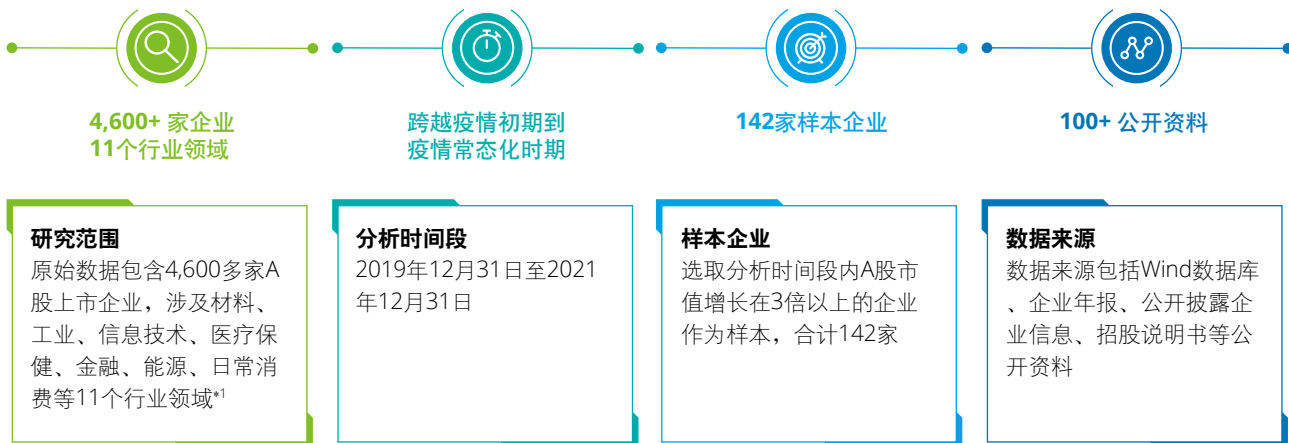 4,600+ 家企业
11个行业领域
跨越疫情初期到
疫情常态化时期
142家样本企业
100+ 公开资料
研究范围
原始数据包含4,600多家A
股上市企业，涉及材料、
工业、信息技术、医疗保
健、金融、能源、日常消
费等11个行业领域*1
分析时间段
2019年12月31日至2021
年12月31日
样本企业
选取分析时间段内A股市
值增长在3倍以上的企业
作为样本，合计142家
数据来源
数据来源包括Wind数据库
、企业年报、公开披露企
业信息、招股说明书等公
开资料